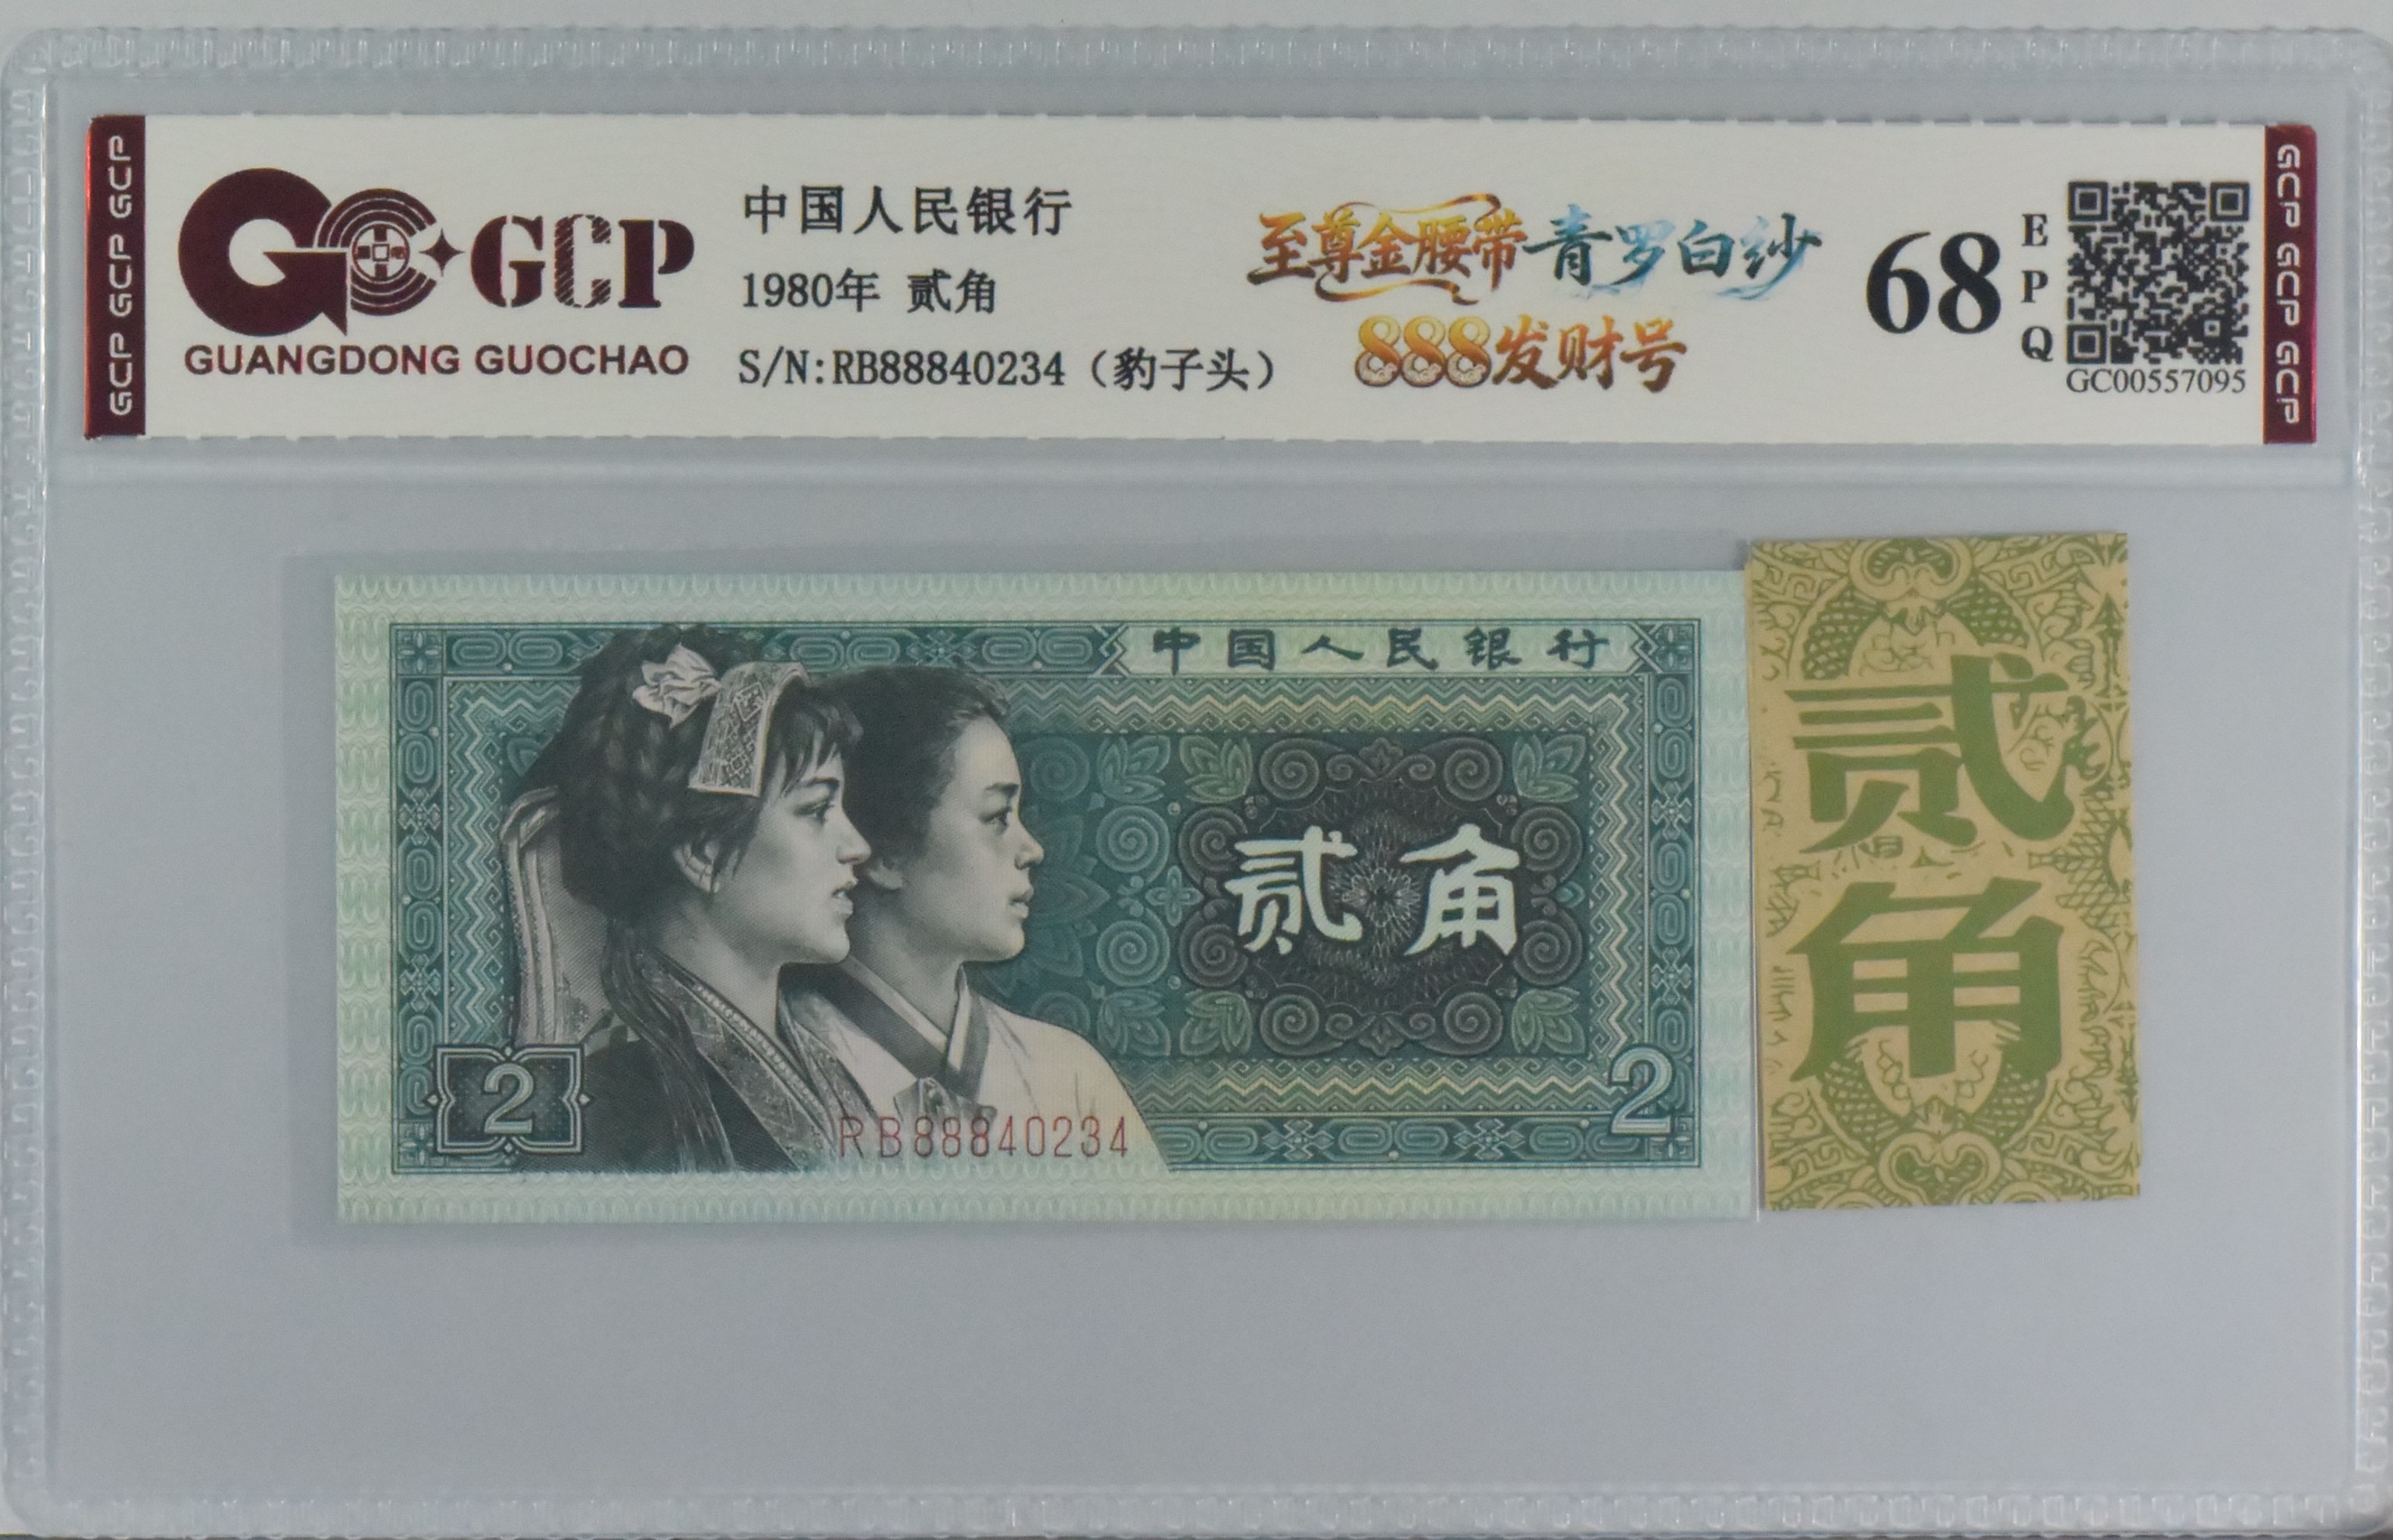 GCP GCP GCP
GCP
GUANGDONG GUOCHAO
中国人民银行
1980年 贰角
S/N:RB88840234（豹子头）
至尊金腰带青罗白纱
888发财号
68
E
P
Q
GC00557095
GCP GCP GCP
中国人民银行
贰角
2
2
RB88840234
贰
角